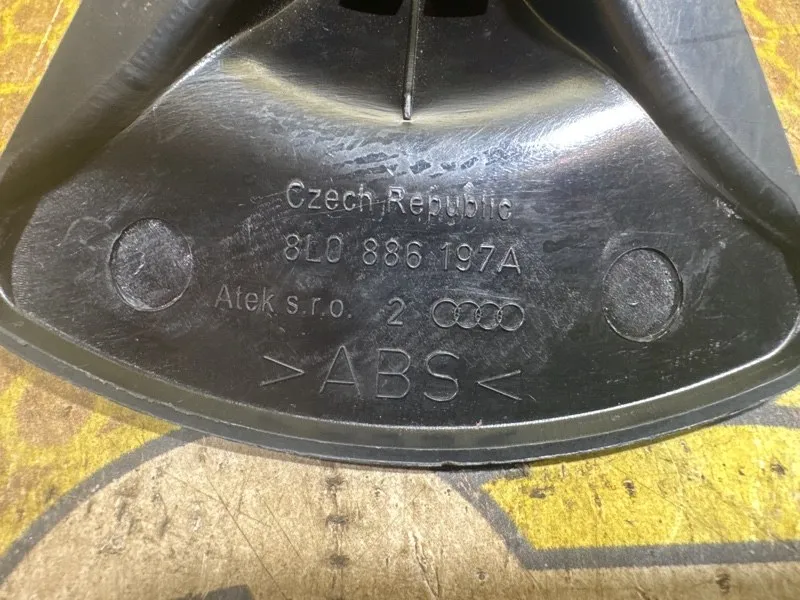 Czech Republic
8L0 886 197A
Atek s.r.o. 2
>ABS<